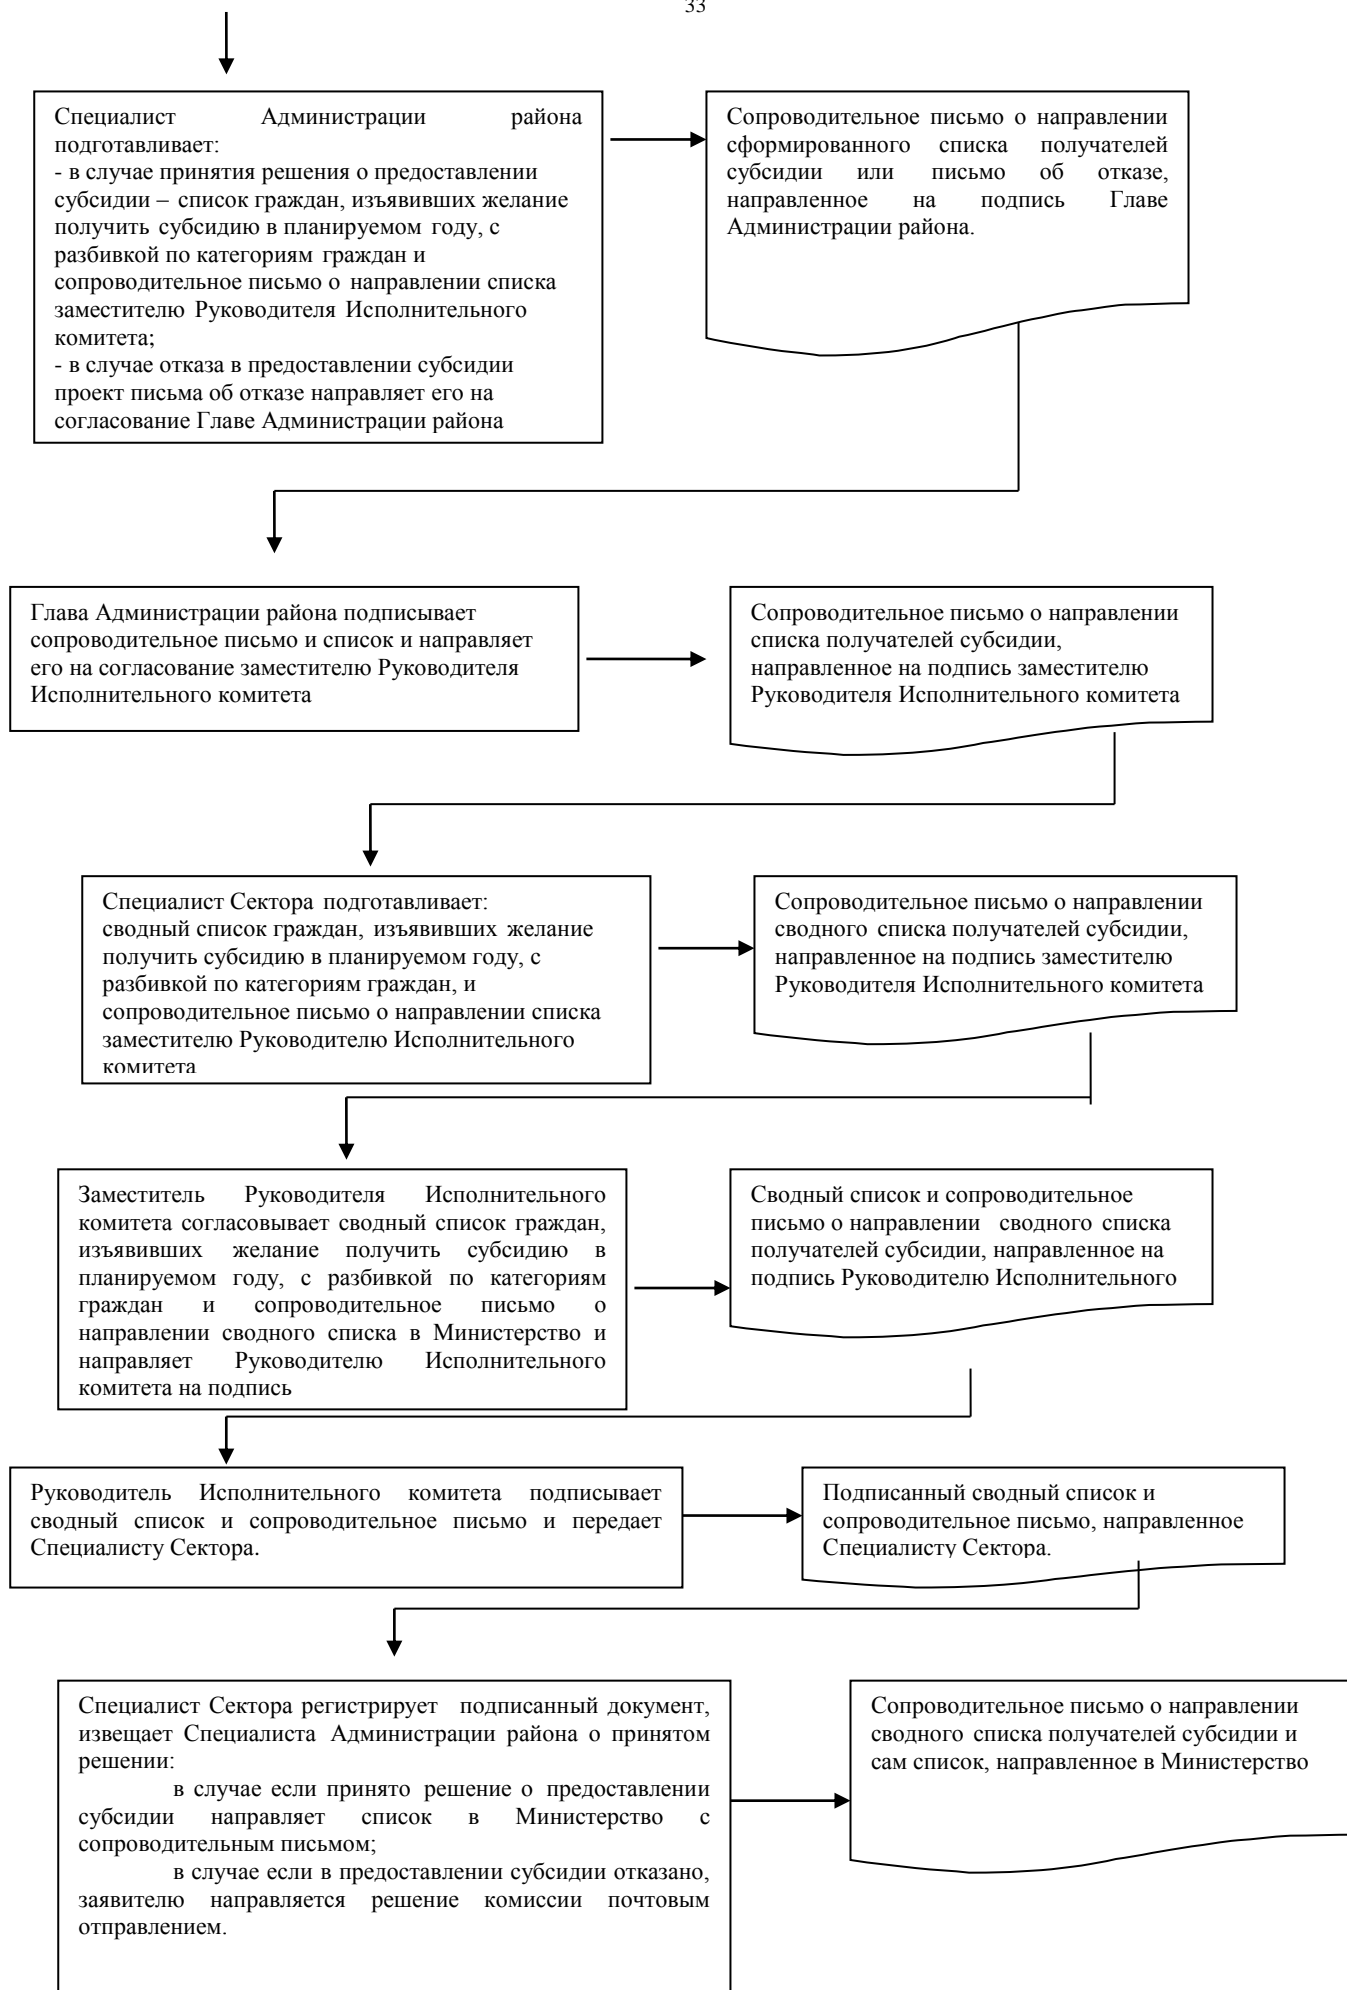 33
Специалист Администрации района
подготавливает:
- в случае принятия решения о предоставлении
субсидии – список граждан, изъявивших желание
получить субсидию в планируемом году, с
разбивкой по категориям граждан и
сопроводительное письмо о направлении списка
заместителю Руководителя Исполнительного
комитета;
- в случае отказа в предоставлении субсидии
проект письма об отказе направляет его на
согласование Главе Администрации района
Сопроводительное письмо о направлении
сформированного списка получателей
субсидии или письмо об отказе,
направленное на подпись Главе
Администрации района.
Глава Администрации района подписывает
сопроводительное письмо и список и направляет
его на согласование заместителю Руководителя
Исполнительного комитета
Сопроводительное письмо о направлении
списка получателей субсидии,
направленное на подпись заместителю
Руководителя Исполнительного комитета
Специалист Сектора подготавливает:
сводный список граждан, изъявивших желание
получить субсидию в планируемом году, с
разбивкой по категориям граждан, и
сопроводительное письмо о направлении списка
заместителю Руководителю Исполнительного
комитета
Сопроводительное письмо о направлении
сводного списка получателей субсидии,
направленное на подпись заместителю
Руководителя Исполнительного комитета
Заместитель Руководителя Исполнительного
комитета согласовывает сводный список граждан,
изъявивших желание получить субсидию в
планируемом году, с разбивкой по категориям
граждан и сопроводительное письмо о
направлении сводного списка в Министерство и
направляет Руководителю Исполнительного
комитета на подпись
Сводный список и сопроводительное
письмо о направлении сводного списка
получателей субсидии, направленное на
подпись Руководителю Исполнительного
Руководитель Исполнительного комитета подписывает
сводный список и сопроводительное письмо и передает
Специалисту Сектора.
Подписанный сводный список и
сопроводительное письмо, направленное
Специалисту Сектора.
Специалист Сектора регистрирует подписанный документ,
извещает Специалиста Администрации района о принятом
решении:
в случае если принято решение о предоставлении
субсидии направляет список в Министерство с
сопроводительным письмом;
в случае если в предоставлении субсидии отказано,
заявителю направляется решение комиссии почтовым
отправлением.
Сопроводительное письмо о направлении
сводного списка получателей субсидии и
сам список, направленное в Министерство